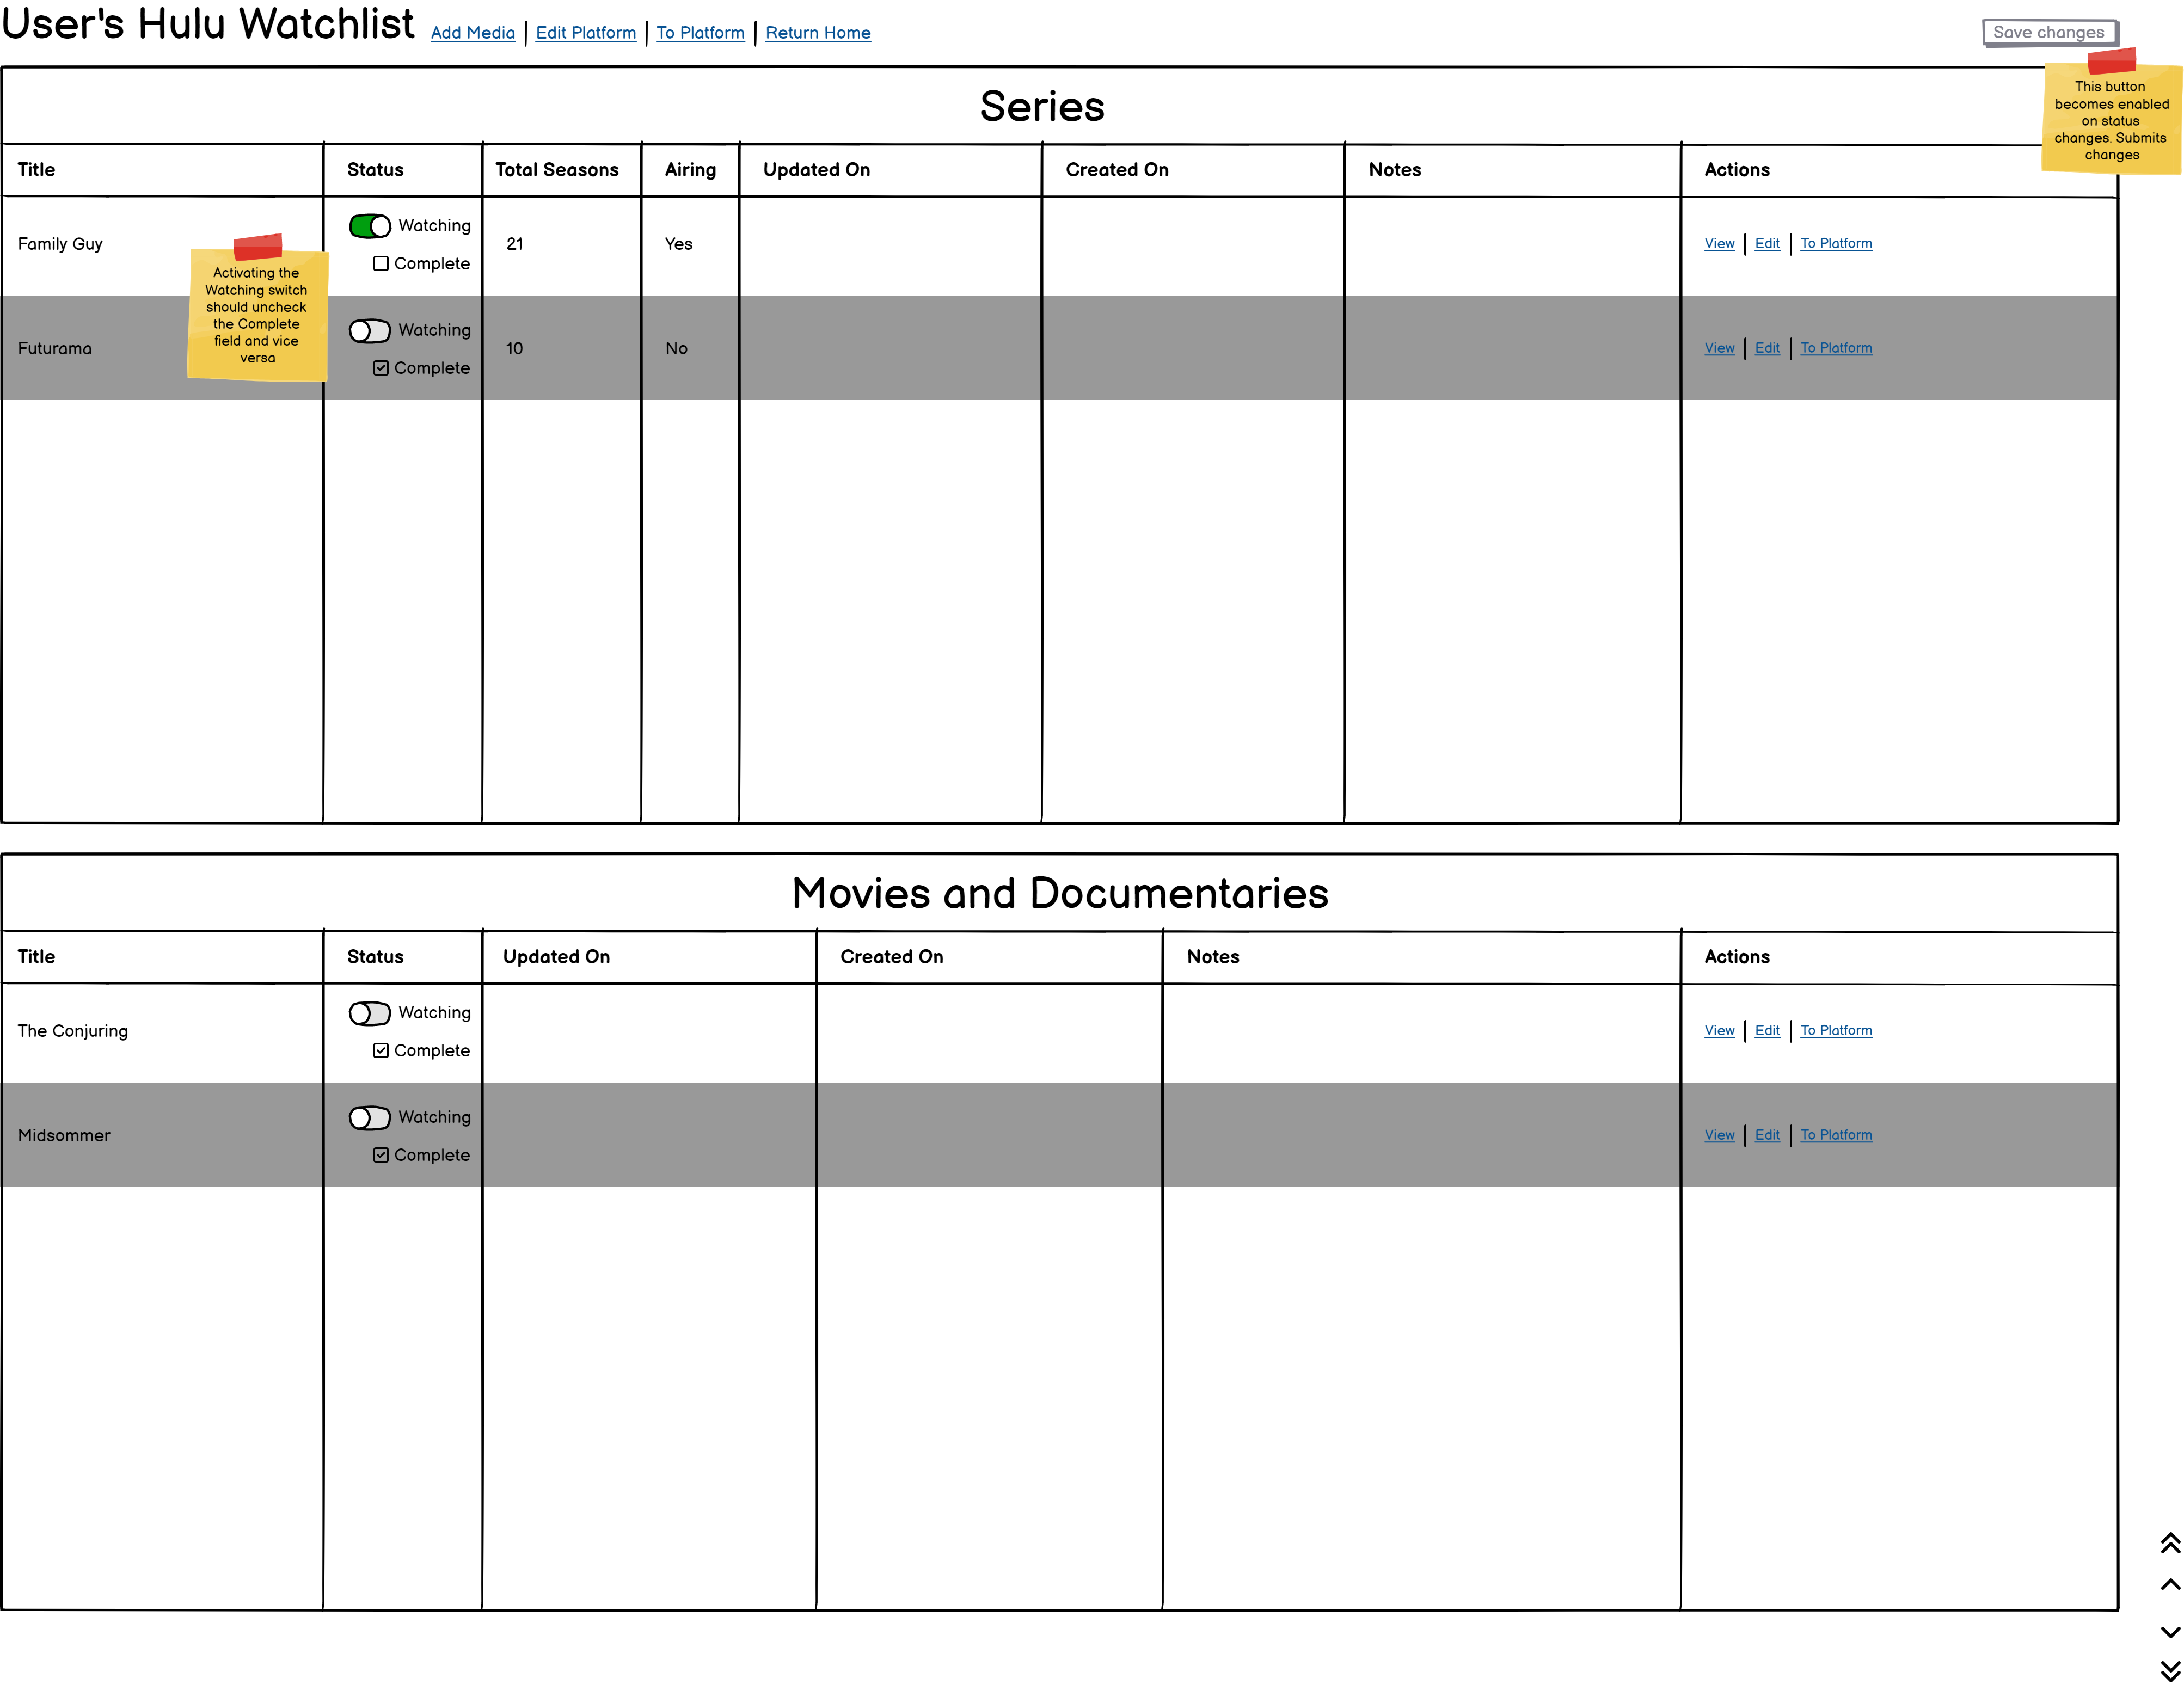 User's Hulu Watchlist
Add Media | Edit Platform | To Platform | Return Home
Save changes
This button
becomes enabled
on status
changes. Submits
changes
Series
Title Status Total Seasons Airing Updated On Created On Notes Actions
Family Guy
Watching
Complete
21 Yes
View | Edit | To Platform
Activating the
Watching switch
should uncheck
the Complete
field and vice
versa
Futurama
Watching
Complete
10 No
View | Edit | To Platform
Movies and Documentaries
Title Status Updated On Created On Notes Actions
The Conjuring
Watching
Complete
View | Edit | To Platform
Midsommer
Watching
Complete
View | Edit | To Platform